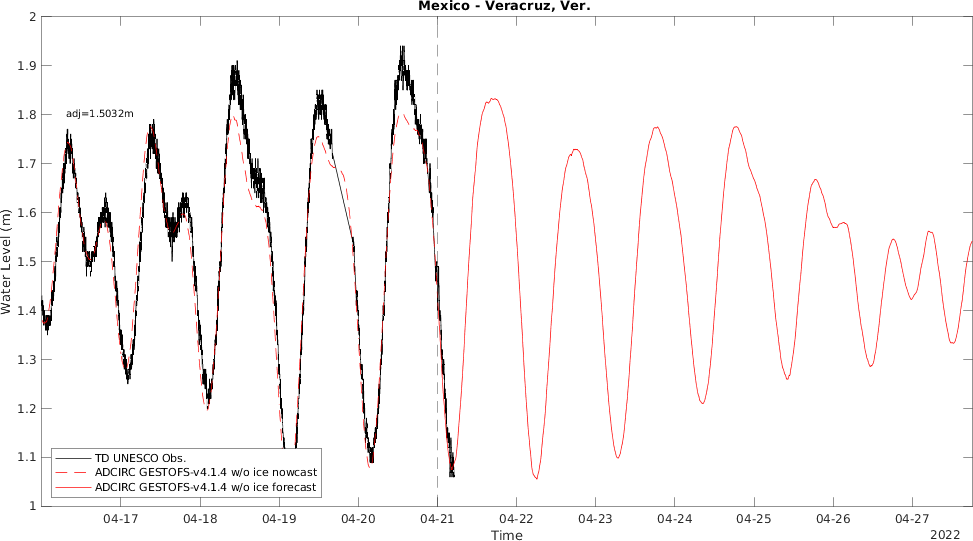 Mexico - Veracruz, Ver.
2
1.9
1.8
1.7
1.6
1.5
1.4
1.3
1.2
1.1
1
Water Level (m)
adj=1.5032m
TD UNESCO Obs.
ADCIRC GESTOFS-v4.1.4 w/o ice nowcast
ADCIRC GESTOFS-v4.1.4 w/o ice forecast
04-17 04-18 04-19 04-20 04-21 04-22 04-23 04-24 04-25 04-26 04-27
Time
2022